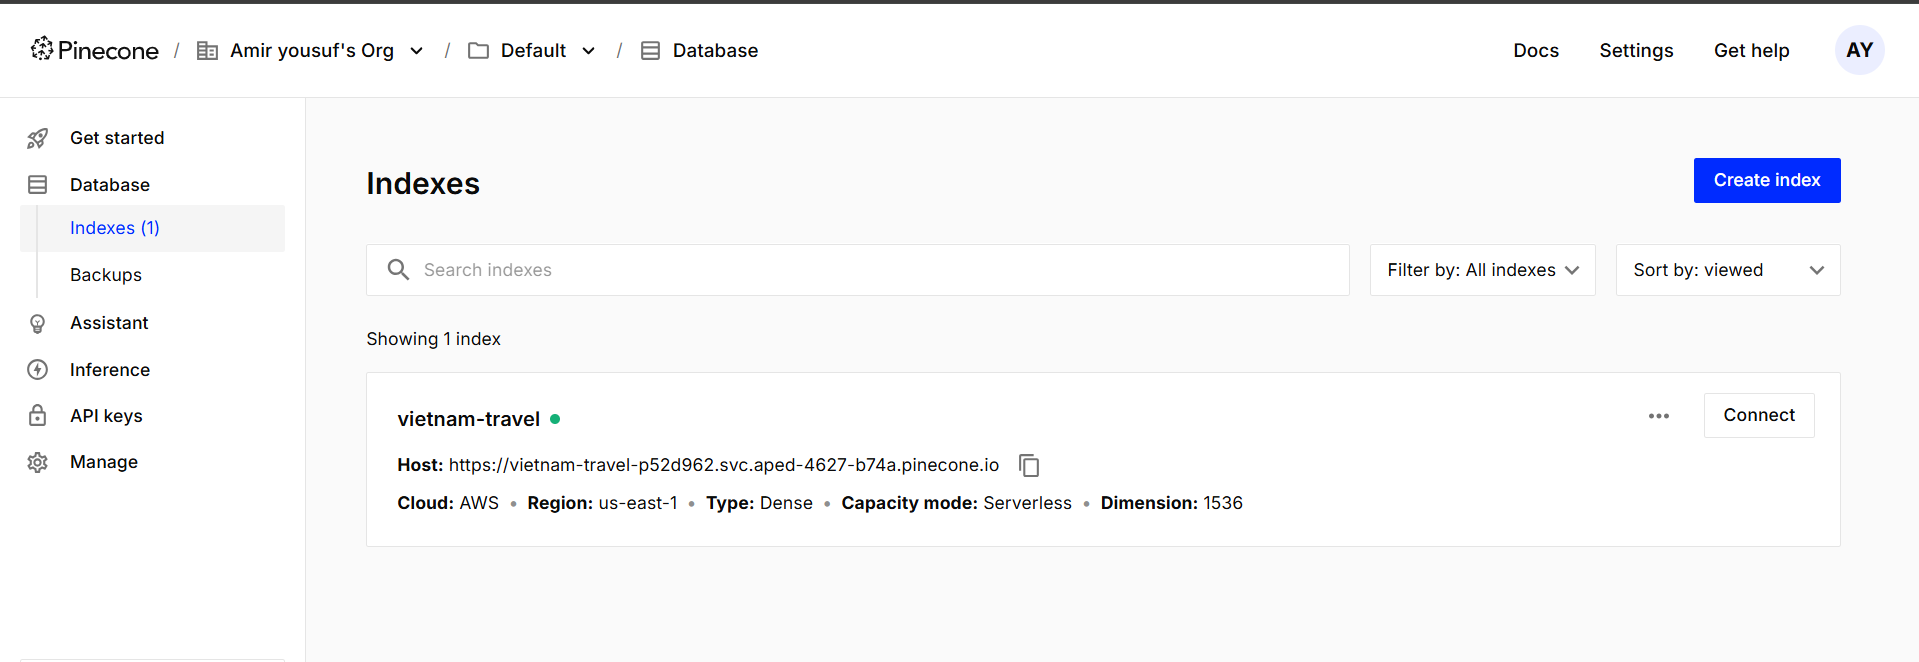 Pinecone / Amir yousuf's Org / Default / Database
Docs Settings Get help AY
Get started
Database
Indexes (1)
Backups
Assistant
Inference
API keys
Manage
Indexes
Create index
Search indexes
Filter by: All indexes
Sort by: viewed
Showing 1 index
vietnam-travel
Connect
Host: https://vietnam-travel-p52d962.svc.aped-4627-b74a.pinecone.io
Cloud: AWS • Region: us-east-1 • Type: Dense • Capacity mode: Serverless • Dimension: 1536